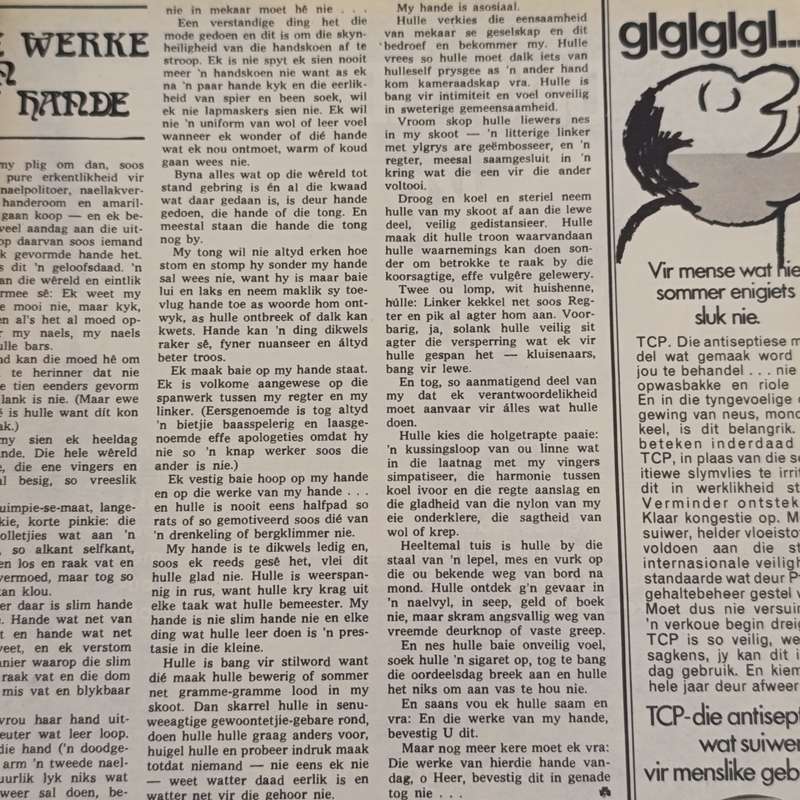 E WERKE
N
HANDE
my plig om dan, soos
pure erkentlikheid vir
naelpolitoer, naellakver-
handeroom en amaril-
gaan koop — en ek be-
veel aandag aan die uit-
op daarvan soos iemand
k gevormde hande het.
s dit 'n geloofsdaad. 'n
an die wêreld en eintlik
rmee sê: Ek weet my
e mooi nie, maar kyk,
en al's het al moed op-
r my naels, my naels
ulle bars.
nd kan die moed hê om
te herinner dat nie
e tien eenders gevorm
lank is nie. (Maar ewe
é is hulle want dít kon
ak.)
my sien ek heeldag
nde. Die hele wêreld
, die ene vingers en
al besig, so vreeslik
uimpie-se-maat, lange-
kie, korte pinkie: die
olletjies wat aan 'n
, so alkant selfkant,
en los en raak vat en
vermoed, maar tog so
kan klou.
er daar is slim hande
. Hande wat net van
t en hande wat net
veet, en ek verstom
anier waarop die slim
raak vat en die dom
mis vat en blykbaar
vrou haar hand uit-
euter wat leer loop.
die hand ('n doodge-
arm 'n tweede nael-
uurlik lyk niks wat
weer sal doen, be-
nie in mekaar moet hê nie . . .
Een verstandige ding het die
mode gedoen en dit is om die skyn-
heiligheid van die handskoen af te
stroop. Ek is nie spyt ek sien nooit
meer 'n handskoen nie want as ek
na 'n paar hande kyk en die eerlik-
heid van spier en been soek, wil
ek nie lapmaskers sien nie. Ek wil
nie 'n uniform van wol of leer voel
wanneer ek wonder of dié hande
wat ek nou ontmoet, warm of koud
gaan wees nie.
Byna alles wat op die wêreld tot
stand gebring is én al die kwaad
wat daar gedaan is, is deur hande
gedoen, die hande of die tong. En
meestal staan die hande die tong
nog by.
My tong wil nie altyd erken hoe
stom en stomp hy sonder my hande
sal wees nie, want hy is maar baie
lui en laks en neem maklik sy toe-
vlug hande toe as woorde hom ont-
wyk, as hulle ontbreek of dalk kan
kwets. Hande kan 'n ding dikwels
raker sê, fyner nuanseer en áltyd
beter troos.
Ek maak baie op my hande staat.
Ek is volkome aangewese op die
spanwerk tussen my regter en my
linker. (Eersgenoemde is tog altyd
'n bietjie baasspelerig en laasge-
noemde effe apologeties omdat hy
nie so 'n knap werker soos die
ander is nie.)
Ek vestig baie hoop op my hande
en op die werke van my hande . . .
en hulle is nooit eens halfpad so
rats of so gemotiveerd soos dié van
'n drenkeling of bergklimmer nie.
My hande is te dikwels ledig en,
soos ek reeds gesê het, vlei dit
hulle glad nie. Hulle is weerspan-
nig in rus, want hulle kry krag uit
elke taak wat hulle bemeester. My
hande is nie slim hande nie en elke
ding wat hulle leer doen is 'n pres-
tasie in die kleine.
Hulle is bang vir stilword want
dié maak hulle bewerig of sommer
net gramme-gramme lood in my
skoot. Dan skarrel hulle in senu-
weeagtige gewoontetjie-gebare rond,
doen hulle hulle graag anders voor,
huigel hulle en probeer indruk maak
totdat niemand — nie eens ek nie
— weet watter daad eerlik is en
watter net vir die gehoor nie.
My hande is asosiaal.
Hulle verkies die eensaamheid
van mekaar se geselskap en dit
bedroef en bekommer my. Hulle
vrees so hulle moet dalk iets van
hulleself prysgee as 'n ander hand
kom kameraadskap vra. Hulle is
bang vir intimiteit en voel onveilig
in sweterige gemeensaamheid.
Vroom skop hulle liewers nes
in my skoot — 'n litterige linker
met ylgrys are geëmbosseer, en 'n
regter, meesal saamgesluit in 'n
kring wat die een vir die ander
voltooi.
Droog en koel en steriel neem
hulle van my skoot af aan die lewe
deel, veilig gedistansieer. Hulle
maak dit hulle troon waarvandaan
hulle waarnemings kan doen son-
der om betrokke te raak by die
koorsagtige, effe vulgêre gelewery.
Twee ou lomp, wit huishenne,
húlle: Linker kekkel net soos Reg-
ter en pik al agter hom aan. Voor-
barig, ja, solank hulle veilig sit
agter die versperring wat ek vir
hulle gespan het — kluisenaars,
bang vir lewe.
En tog, so aanmatigend deel van
my dat ek verantwoordelikheid
moet aanvaar vir álles wat hulle
doen.
Hulle kies die holgetrapte paaie:
'n kussingsloop van ou linne wat
in die laatnag met my vingers
simpatiseer, die harmonie tussen
koel ivoor en die regte aanslag en
die gladheid van die nylon van my
eie onderklere, die sagtheid van
wol of krep.
Heeltemal tuis is hulle by die
staal van 'n lepel, mes en vurk op
die ou bekende weg van bord na
mond. Hulle ontdek g'n gevaar in
'n naelvyl, in seep, geld of boek
nie, maar skram angsvallig weg van
vreemde deurknop of vaste greep.
En nes hulle baie onveilig voel,
soek hulle 'n sigaret op, tog te bang
die oordeelsdag breek aan en hulle
het niks om aan vas te hou nie.
En saans vou ek hulle saam en
vra: En die werke van my hande,
bevestig U dit.
Maar nog meer kere moet ek vra:
Die werke van hierdie hande van-
dag, o Heer, bevestig dit in genade
tog nie . . .
glglglgl...
Vir mense wat nie
sommer enigiets
sluk nie.
TCP. Die antiseptiese m
del wat gemaak word
jou te behandel . . . nie
opwasbakke en riole
En in die tyngevoelige
gewing van neus, mond
keel, is dit belangrik.
beteken inderdaad
TCP, in plaas van die se
itiewe slymvlies te irrit
dit in werklikheid st
Verminder ontstek
Klaar kongestie op. M
suiwer, helder vloeistof
voldoen aan die st
internasionale veiligh
standaarde wat deur P
gehaltebeheer gestel w
Moet dus nie versuim
'n verkoue begin dreig
TCP is so veilig, we
sagkens, jy kan dit i
dag gebruik. En kiem
hele jaar deur afweer
TCP-die antisept
wat suiwer
vir menslike geb